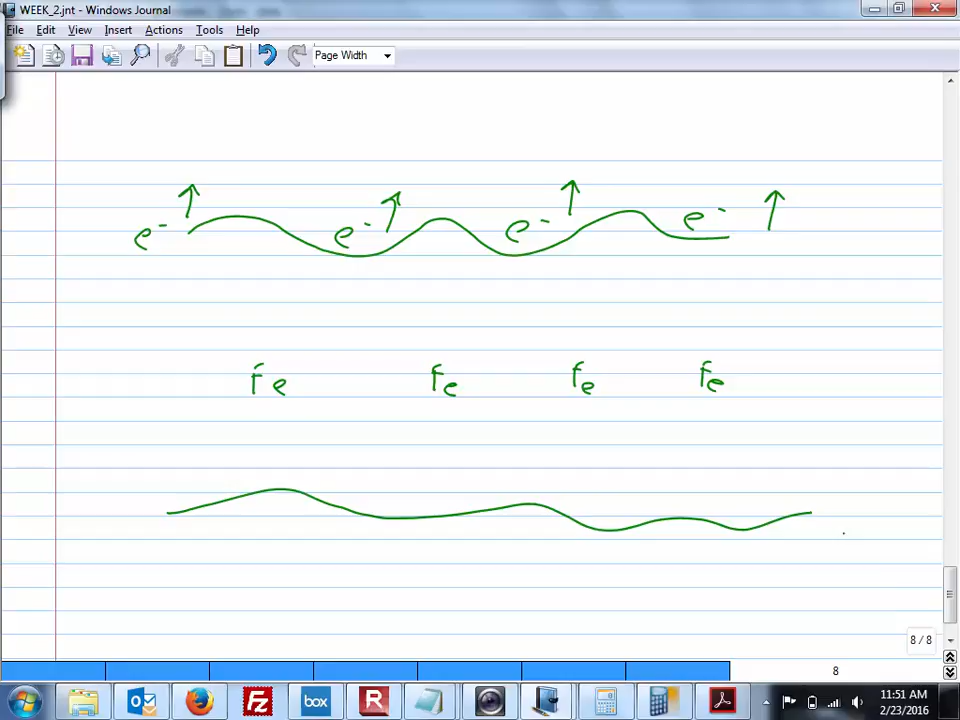 WEEK_2.jnt - Windows Journal
File Edit View Insert Actions Tools Help
Page Width
e⁻ ↑ e⁻ ↑ e⁻ ↑ e⁻ ↑
Fe Fe Fe Fe
8 / 8
8
box R
11:51 AM
2/23/2016